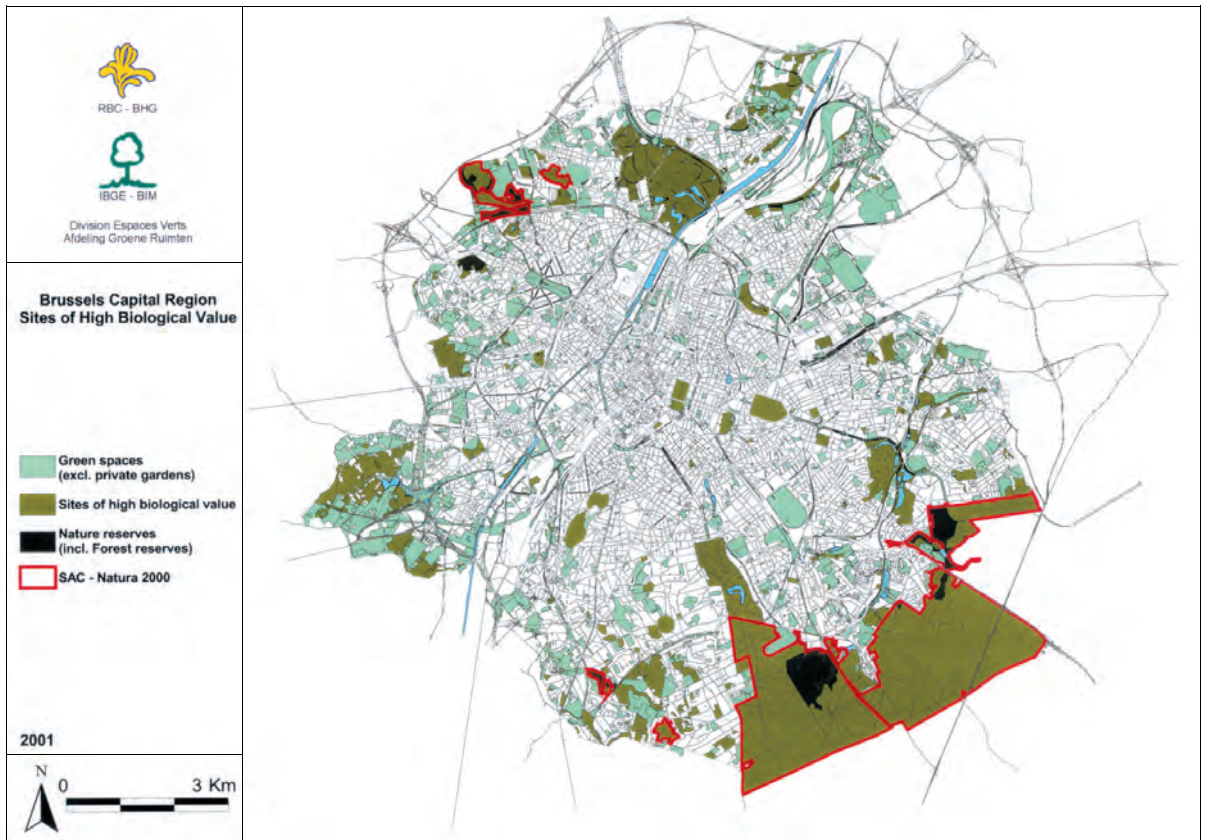 RBC - BHG
IBGE - BIM
Division Espaces Verts
Afdeling Groene Ruimten
Brussels Capital Region
Sites of High Biological Value
Green spaces
(excl. private gardens)
Sites of high biological value
Nature reserves
(incl. Forest reserves)
SAC - Natura 2000
2001
N
0 3 Km